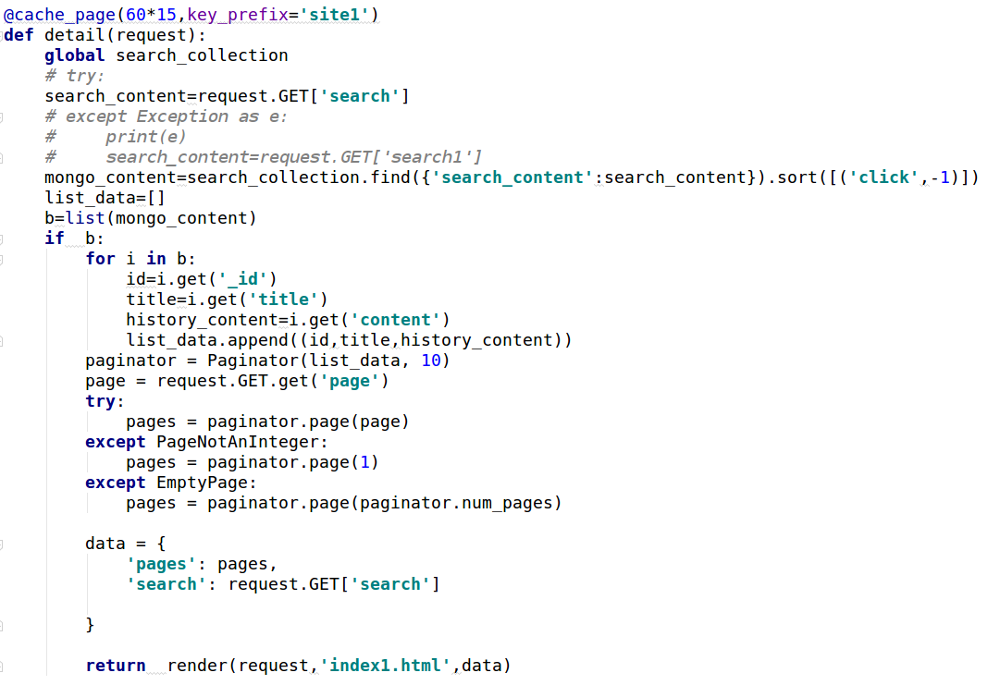 @cache_page(60*15,key_prefix='site1')
def detail(request):
    global search_collection
    # try:
    search_content=request.GET['search']
    # except Exception as e:
    #     print(e)
    #     search_content=request.GET['search1']
    mongo_content=search_collection.find({'search_content':search_content}).sort([('click',-1)])
    list_data=[]
    b=list(mongo_content)
    if  b:
        for i in b:
            id=i.get('_id')
            title=i.get('title')
            history_content=i.get('content')
            list_data.append((id,title,history_content))
        paginator = Paginator(list_data, 10)
        page = request.GET.get('page')
        try:
            pages = paginator.page(page)
        except PageNotAnInteger:
            pages = paginator.page(1)
        except EmptyPage:
            pages = paginator.page(paginator.num_pages)

        data = {
            'pages': pages,
            'search': request.GET['search']

        }

        return  render(request,'index1.html',data)